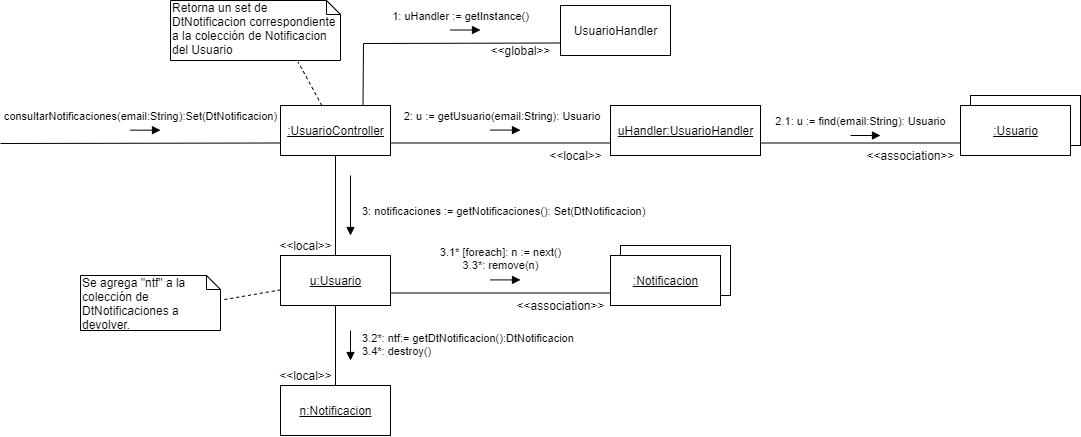 Retorna un set de
DtNotificacion correspondiente
a la colección de Notificacion
del Usuario
1: uHandler := getInstance()
UsuarioHandler
<<global>>
consultarNotificaciones(email:String):Set(DtNotificacion)
:UsuarioController
2: u := getUsuario(email:String): Usuario
<<local>>
uHandler:UsuarioHandler
2.1: u := find(email:String): Usuario
<<association>>
:Usuario
3: notificaciones := getNotificaciones(): Set(DtNotificacion)
<<local>>
Se agrega "ntf" a la
colección de
DtNotificaciones a
devolver.
u:Usuario
3.1* [foreach]: n := next()
3.3*: remove(n)
<<association>>
:Notificacion
3.2*: ntf:= getDtNotificacion():DtNotificacion
3.4*: destroy()
<<local>>
n:Notificacion